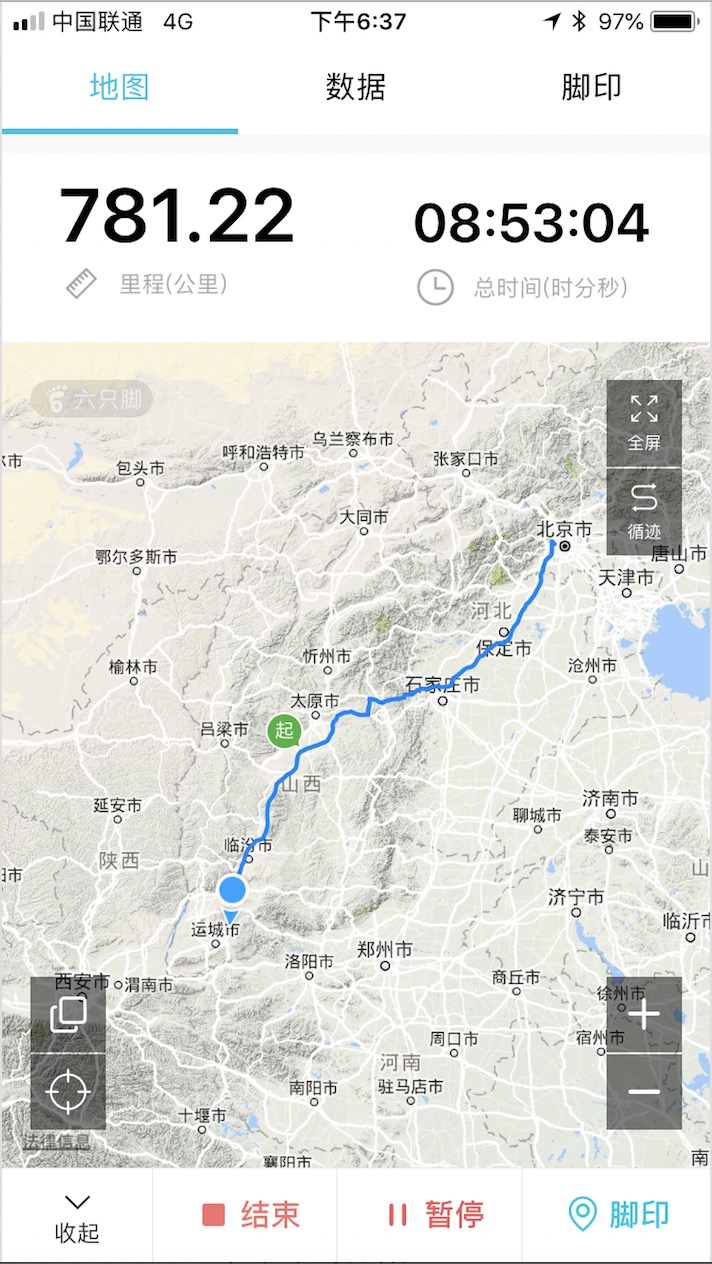 中国联通 4G 下午6:37 97%
地图 数据 脚印
781.22 08:53:04
里程(公里) 总时间(时分秒)
六只脚
全屏
乌兰察布市
呼和浩特市
张家口市
包头市
大同市
循迹
北京市
唐山市
鄂尔多斯市
天津市
河北
保定市
忻州市
榆林市
沧州市
石家庄市
太原市
吕梁市
起
山西
延安市
济南市
聊城市
泰安市
临汾市
陕西
济宁市
临沂市
运城市
郑州市
洛阳市
商丘市
西安市
渭南市
徐州市
周口市
宿州市
河南
南阳市
驻马店市
十堰市
法律信息
襄阳市
收起 结束 暂停 脚印